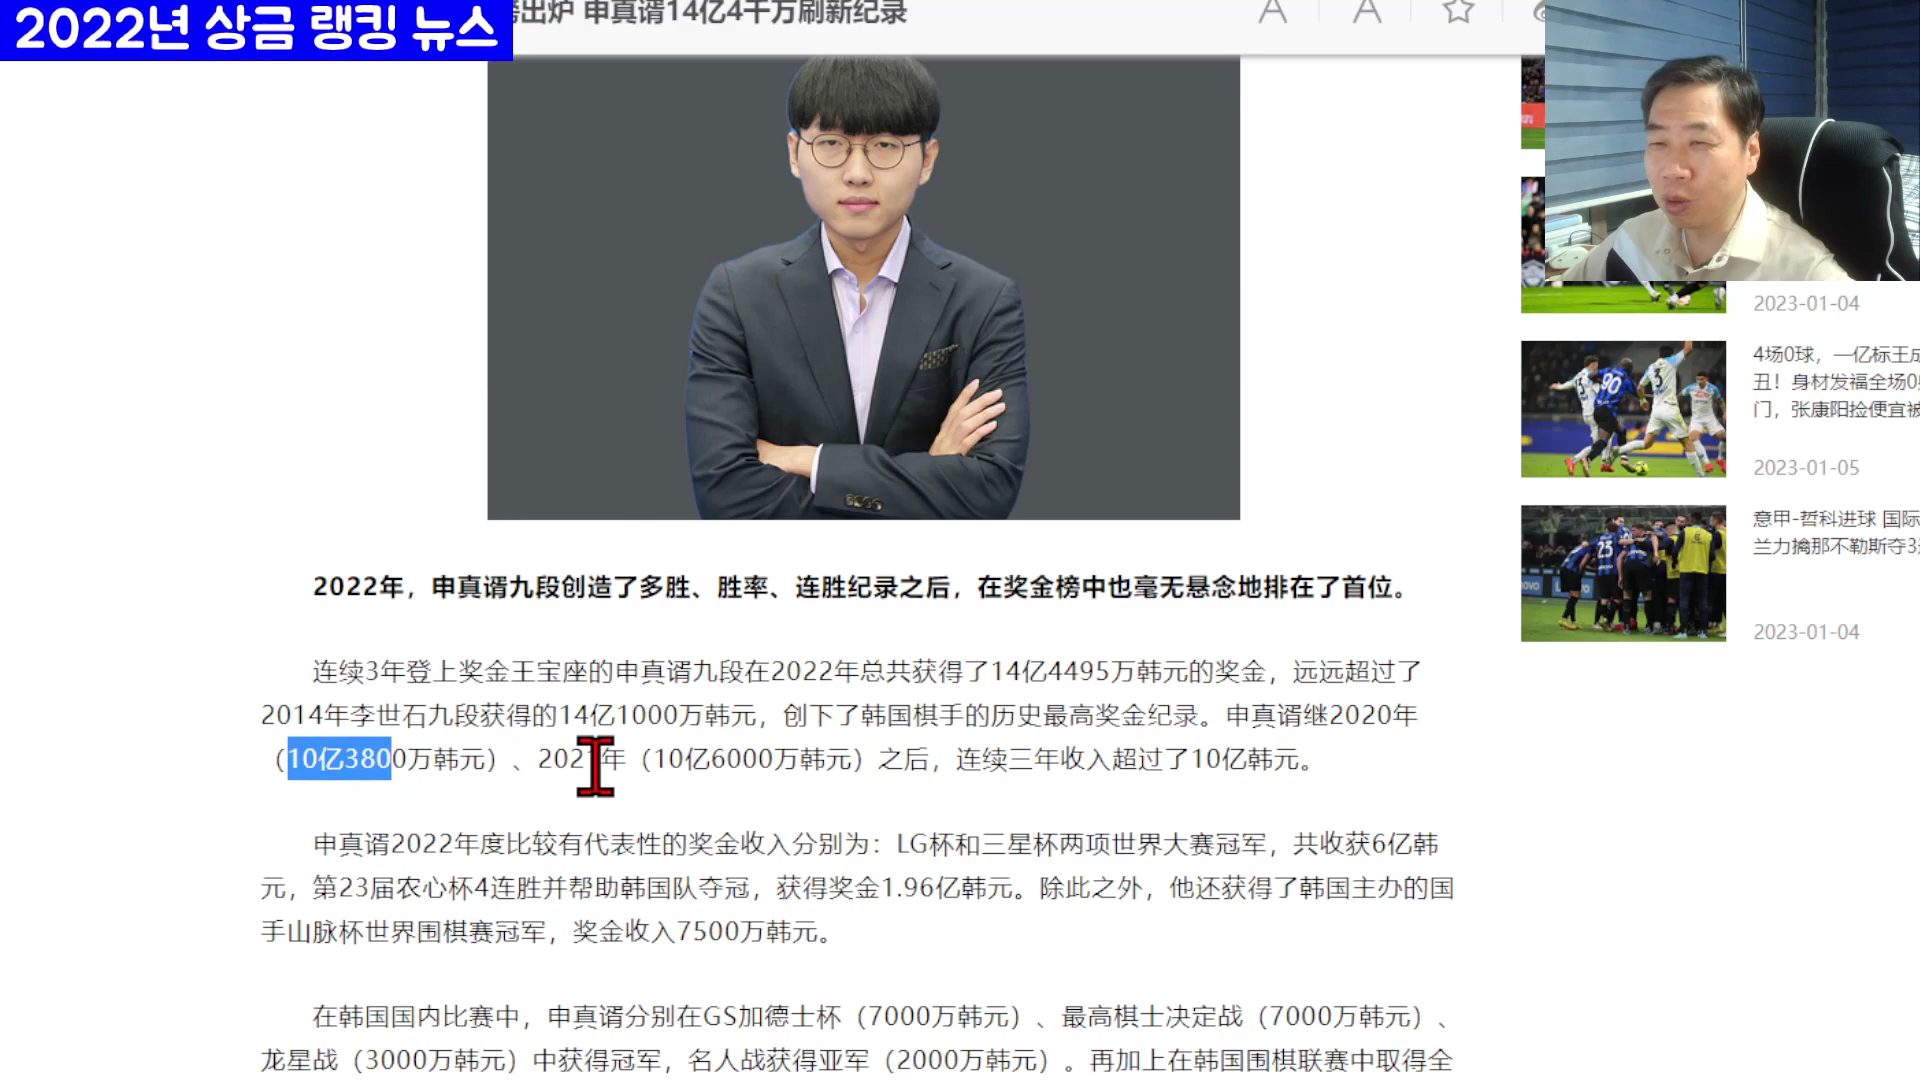 2022년 상금 랭킹 뉴스
出炉 申真谞14亿4千万刷新纪录
2023-01-04
4场0球，一亿标王成
丑！身材发福全场0
门，张康阳捡便宜被
2023-01-05
意甲-哲科进球 国际
兰力擒那不勒斯夺3
2023-01-04
2022年，申真谞九段创造了多胜、胜率、连胜纪录之后，在奖金榜中也毫无悬念地排在了首位。
连续3年登上奖金王宝座的申真谞九段在2022年总共获得了14亿4495万韩元的奖金，远远超过了
2014年李世石九段获得的14亿1000万韩元，创下了韩国棋手的历史最高奖金纪录。申真谞继2020年
（10亿3800万韩元）、2021年（10亿6000万韩元）之后，连续三年收入超过了10亿韩元。
申真谞2022年度比较有代表性的奖金收入分别为：LG杯和三星杯两项世界大赛冠军，共收获6亿韩
元，第23届农心杯4连胜并帮助韩国队夺冠，获得奖金1.96亿韩元。除此之外，他还获得了韩国主办的国
手山脉杯世界围棋赛冠军，奖金收入7500万韩元。
在韩国国内比赛中，申真谞分别在GS加德士杯（7000万韩元）、最高棋士决定战（7000万韩元）、
龙星战（3000万韩元）中获得冠军，名人战获得亚军（2000万韩元）。再加上在韩国围棋联赛中取得全